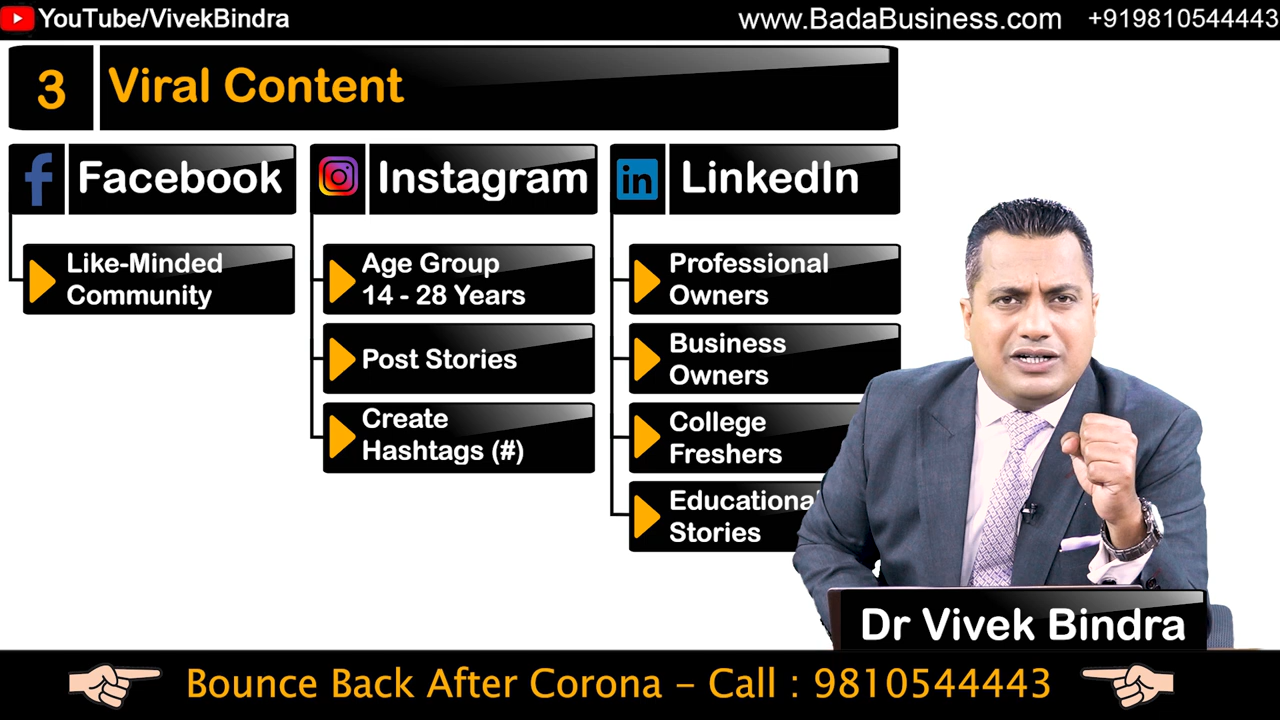 YouTube/VivekBindra
www.BadaBusiness.com
+919810544443
3
Viral Content
Facebook
Instagram
LinkedIn
Like-Minded
Community
Age Group
14 - 28 Years
Post Stories
Create
Hashtags (#)
Professional
Owners
Business
Owners
College
Freshers
Educational
Stories
Dr Vivek Bindra
Bounce Back After Corona – Call : 9810544443